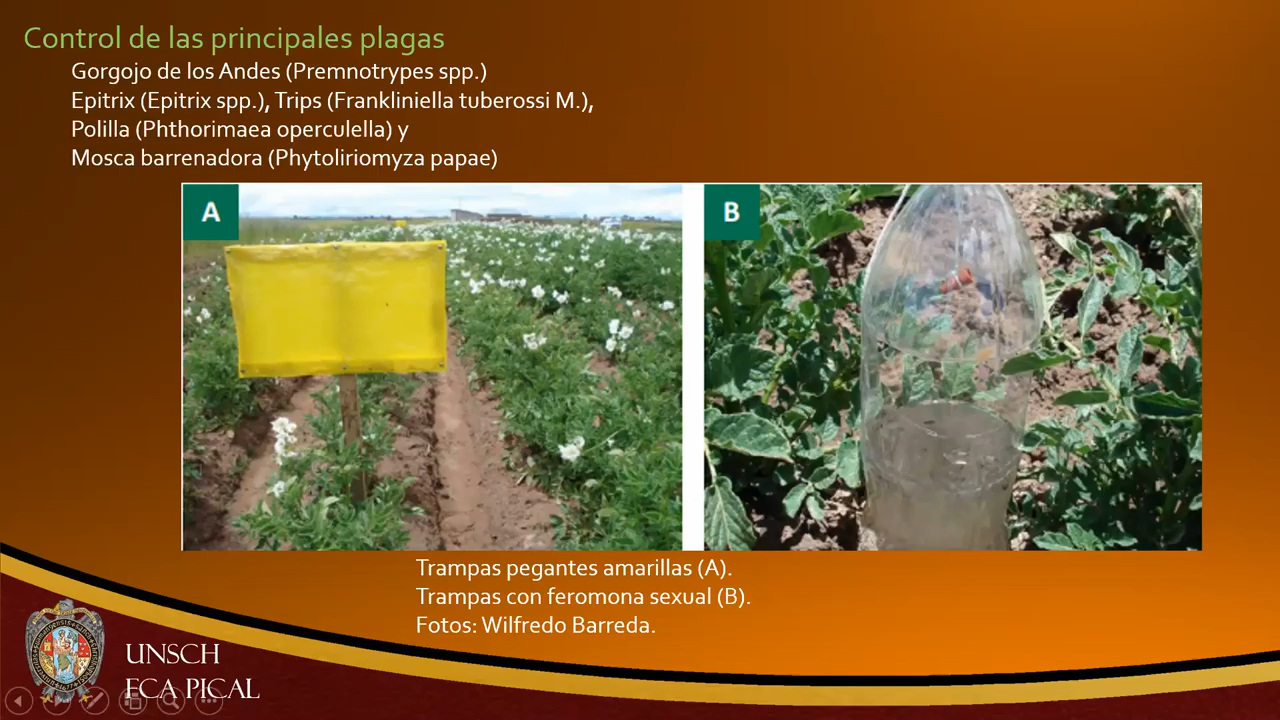 Control de las principales plagas
Gorgojo de los Andes (Premnotrypes spp.)
Epitrix (Epitrix spp.), Trips (Frankliniella tuberossi M.),
Polilla (Phthorimaea operculella) y
Mosca barrenadora (Phytoliriomyza papae)
A
B
Trampas pegantes amarillas (A).
Trampas con feromona sexual (B).
Fotos: Wilfredo Barreda.
UNSCH
FCA PICAL